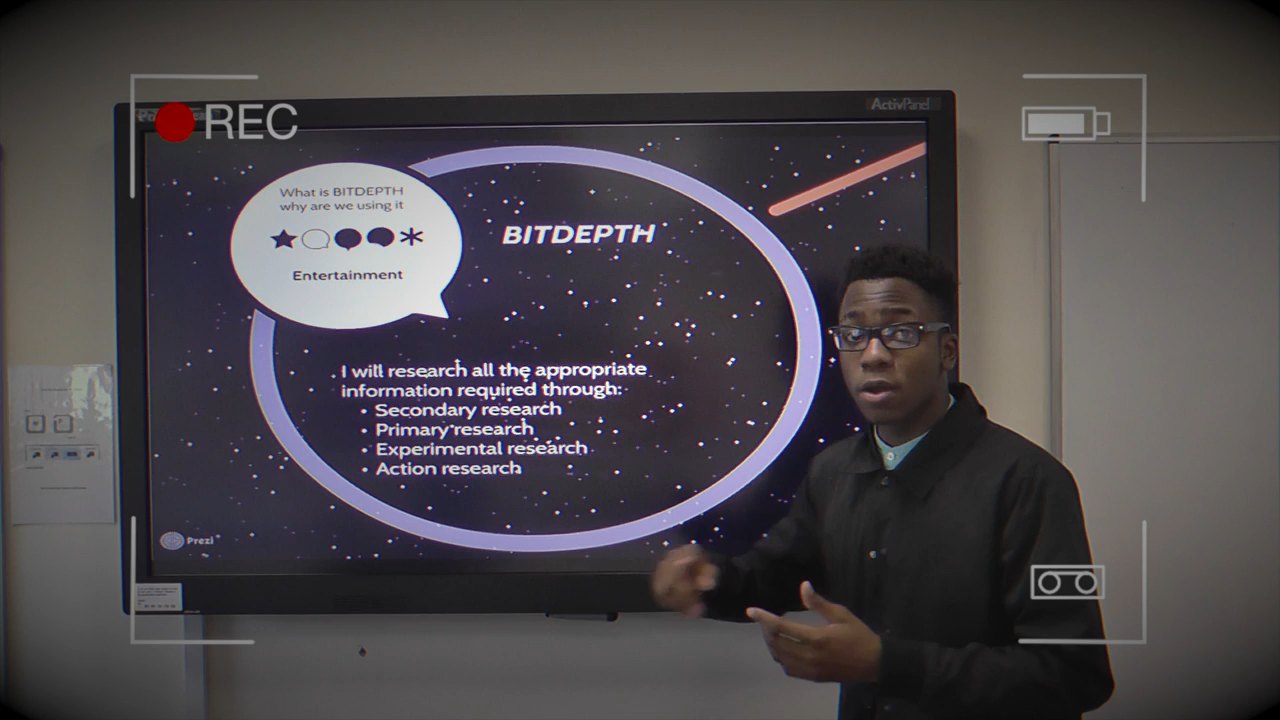 REC
ActivPanel
What is BITDEPTH
why are we using it
Entertainment
BITDEPTH
I will research all the appropriate
information required through:
• Secondary research
• Primary research
• Experimental research
• Action research
Prezi